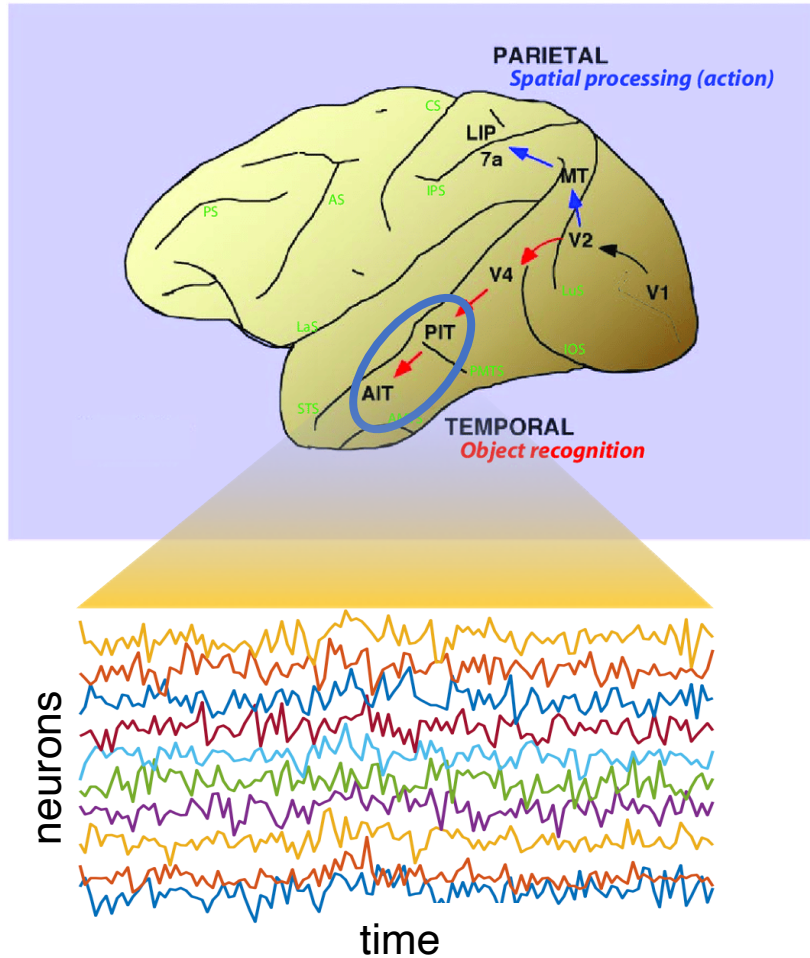 PARIETAL
Spatial processing (action)
CS
LIP
7a
MT
IPS
AS
PS
V2
V4
V1
LuS
LaS
PIT
IOS
PMTS
AIT
STS
TEMPORAL
Object recognition
neurons
time